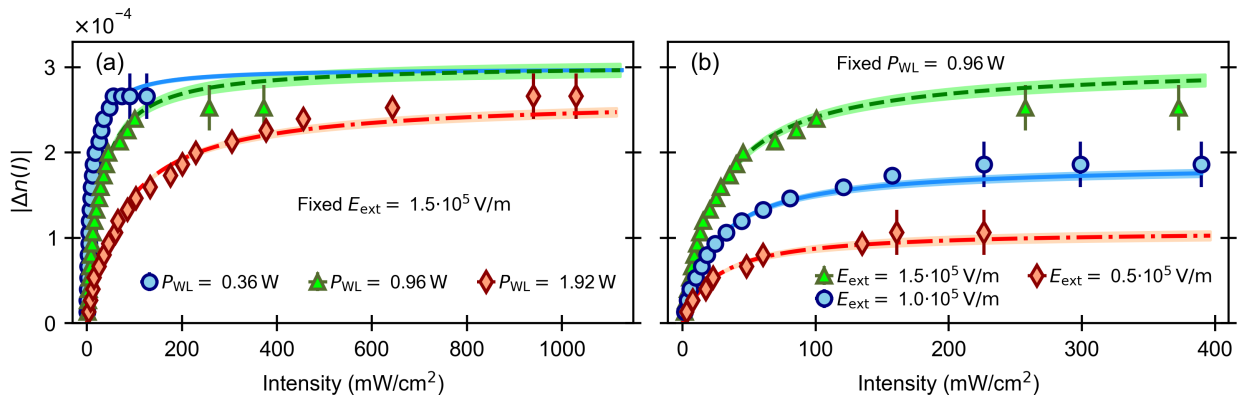 ×10⁻⁴
(a)
3
2
1
0
|Δn(I)|
Fixed E_ext = 1.5·10⁵ V/m
P_WL = 0.36 W
P_WL = 0.96 W
P_WL = 1.92 W
0 200 400 600 800 1000
Intensity (mW/cm²)
(b)
Fixed P_WL = 0.96 W
E_ext = 1.5·10⁵ V/m
E_ext = 0.5·10⁵ V/m
E_ext = 1.0·10⁵ V/m
0 100 200 300 400
Intensity (mW/cm²)